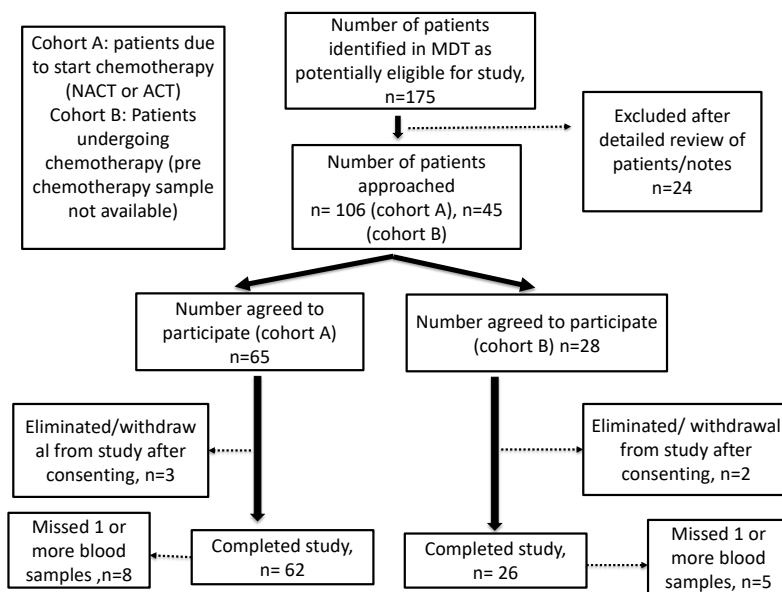 Cohort A: patients due
to start chemotherapy
(NACT or ACT)
Cohort B: Patients
undergoing
chemotherapy (pre
chemotherapy sample
not available)
Number of patients
identified in MDT as
potentially eligible for study,
n=175
Excluded after
detailed review of
patients/notes
n=24
Number of patients
approached
n= 106 (cohort A), n=45
(cohort B)
Number agreed to
participate (cohort A)
n=65
Number agreed to participate
(cohort B) n=28
Eliminated/withdraw
al from study after
consenting, n=3
Eliminated/ withdrawal
from study after
consenting, n=2
Missed 1 or
more blood
samples ,n=8
Completed study,
n= 62
Completed study,
n= 26
Missed 1 or
more blood
samples, n=5